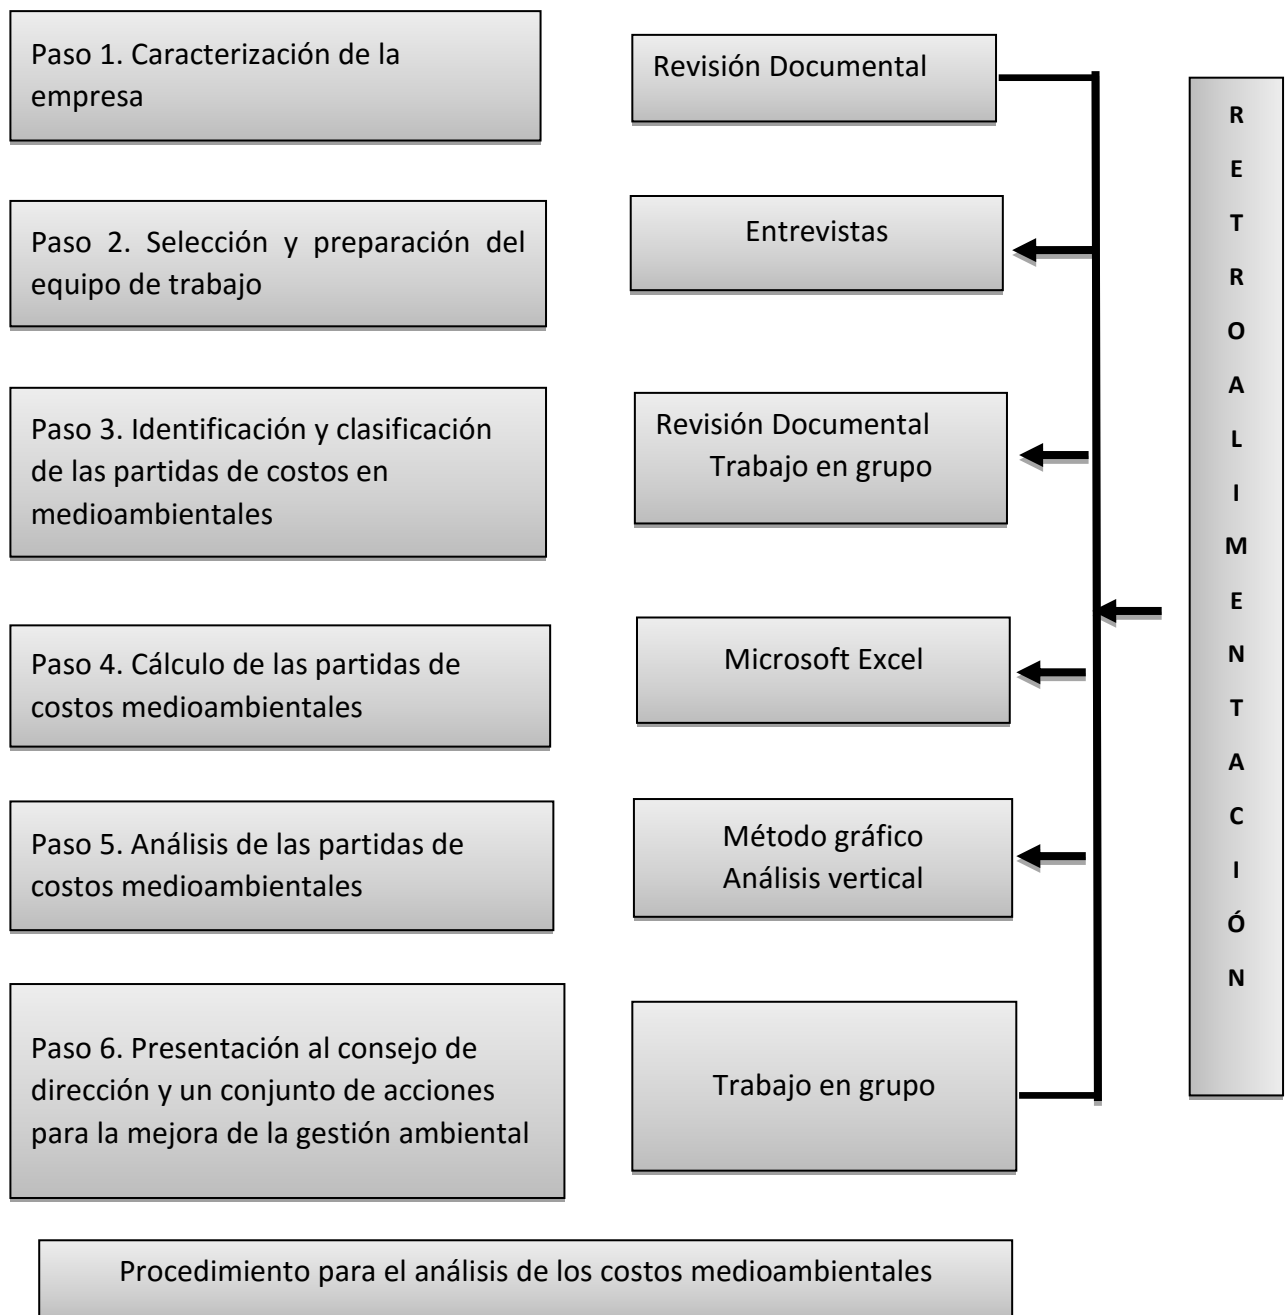 Paso 1. Caracterización de la
empresa
Revisión Documental
Paso 2. Selección y preparación del
equipo de trabajo
Entrevistas
Paso 3. Identificación y clasificación
de las partidas de costos en
medioambientales
Revisión Documental
Trabajo en grupo
Paso 4. Cálculo de las partidas de
costos medioambientales
Microsoft Excel
Paso 5. Análisis de las partidas de
costos medioambientales
Método gráfico
Análisis vertical
Paso 6. Presentación al consejo de
dirección y un conjunto de acciones
para la mejora de la gestión ambiental
Trabajo en grupo
R
E
T
R
O
A
L
I
M
E
N
T
A
C
I
Ó
N
Procedimiento para el análisis de los costos medioambientales